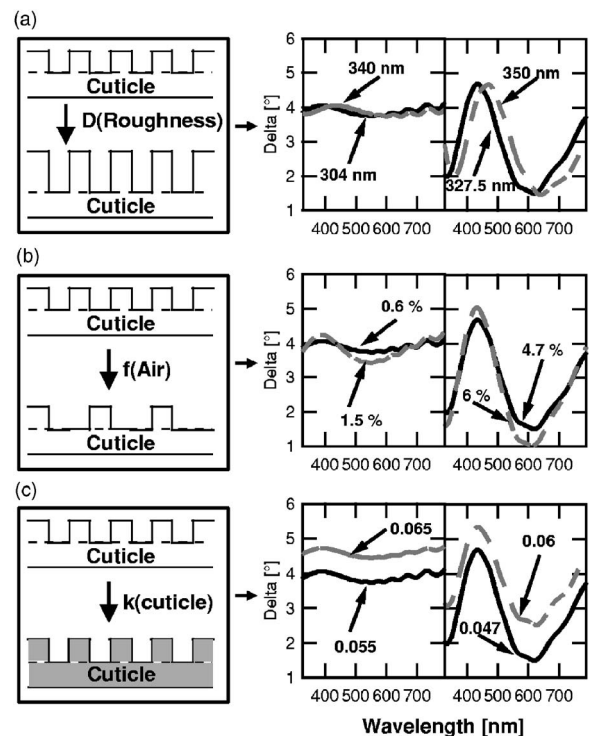 (a)
Cuticle
D(Roughness)
Cuticle
Delta [°]
6
5
4
3
2
1
340 nm
304 nm
400 500 600 700
350 nm
327.5 nm
400 500 600 700
(b)
Cuticle
f(Air)
Cuticle
Delta [°]
6
5
4
3
2
1
0.6 %
1.5 %
400 500 600 700
4.7 %
6 %
400 500 600 700
(c)
Cuticle
k(cuticle)
Cuticle
Delta [°]
6
5
4
3
2
1
0.065
0.055
400 500 600 700
0.06
0.047
400 500 600 700
Wavelength [nm]